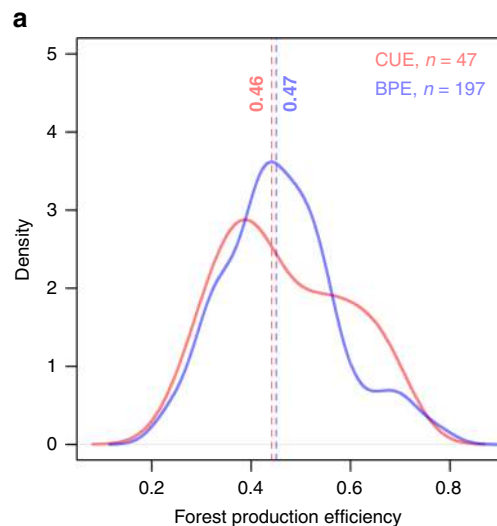 a
CUE, n = 47
BPE, n = 197
0.46
0.47
5
4
3
2
1
0
Density
0.2
0.4
0.6
0.8
Forest production efficiency